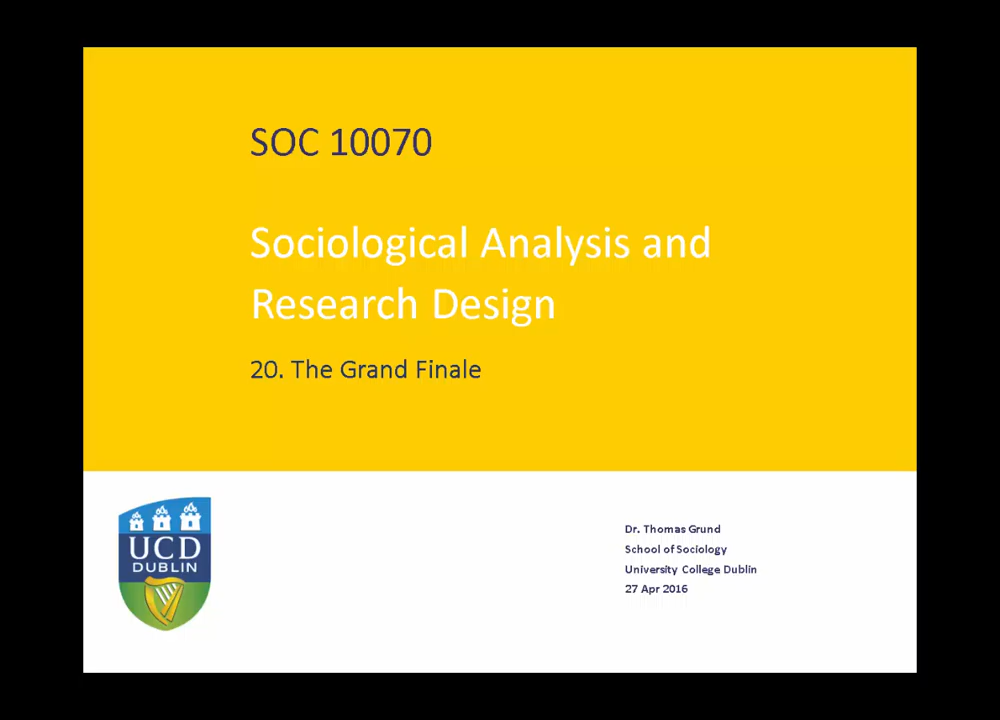 SOC 10070
Sociological Analysis and
Research Design
20. The Grand Finale
UCD
DUBLIN
Dr. Thomas Grund
School of Sociology
University College Dublin
27 Apr 2016